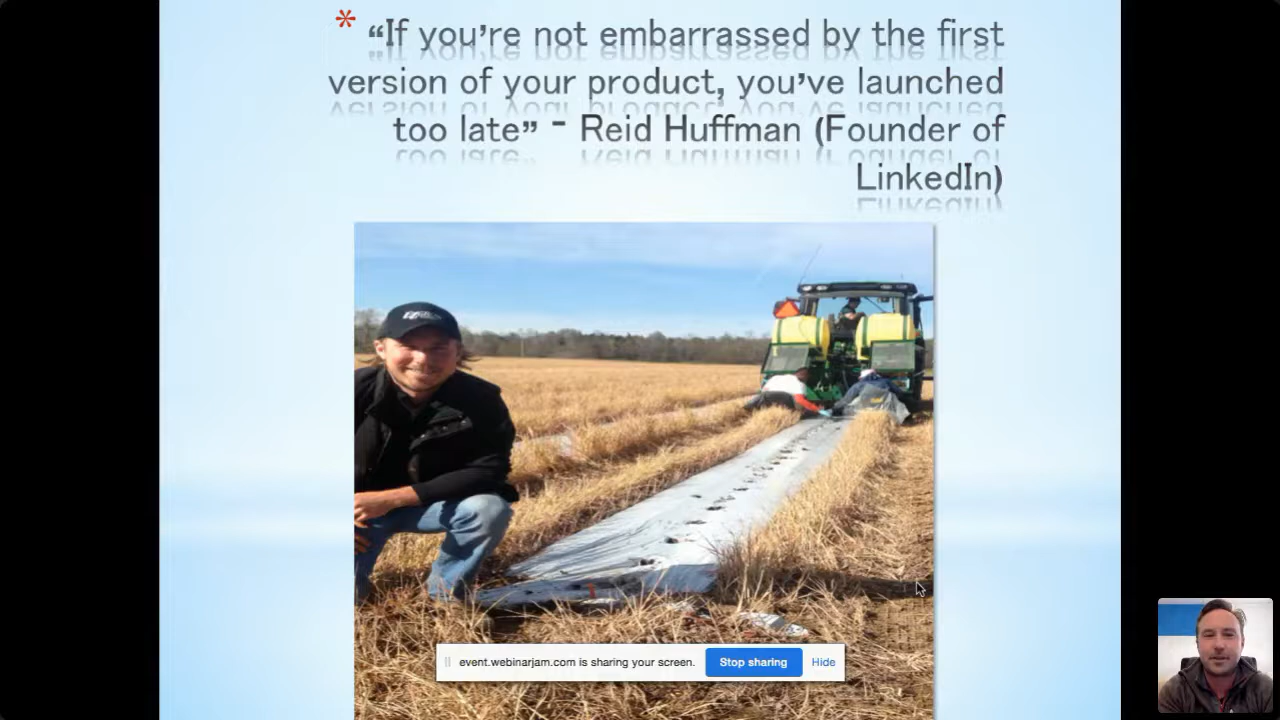 * “If you’re not embarrassed by the first
version of your product, you’ve launched
too late” - Reid Huffman (Founder of
LinkedIn)
event.webinarjam.com is sharing your screen. Stop sharing Hide